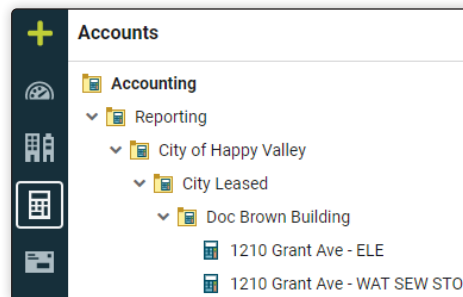 Accounts
Accounting
Reporting
City of Happy Valley
City Leased
Doc Brown Building
1210 Grant Ave - ELE
1210 Grant Ave - WAT SEW STO